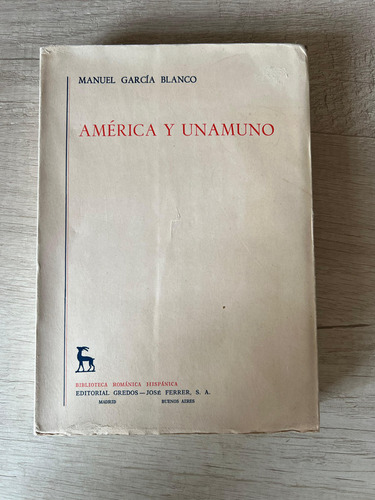 MANUEL GARCÍA BLANCO
AMÉRICA Y UNAMUNO
BIBLIOTECA ROMÁNICA HISPÁNICA
EDITORIAL GREDOS—JOSE FERRER, S. A.
MADRID BUENOS AIRES